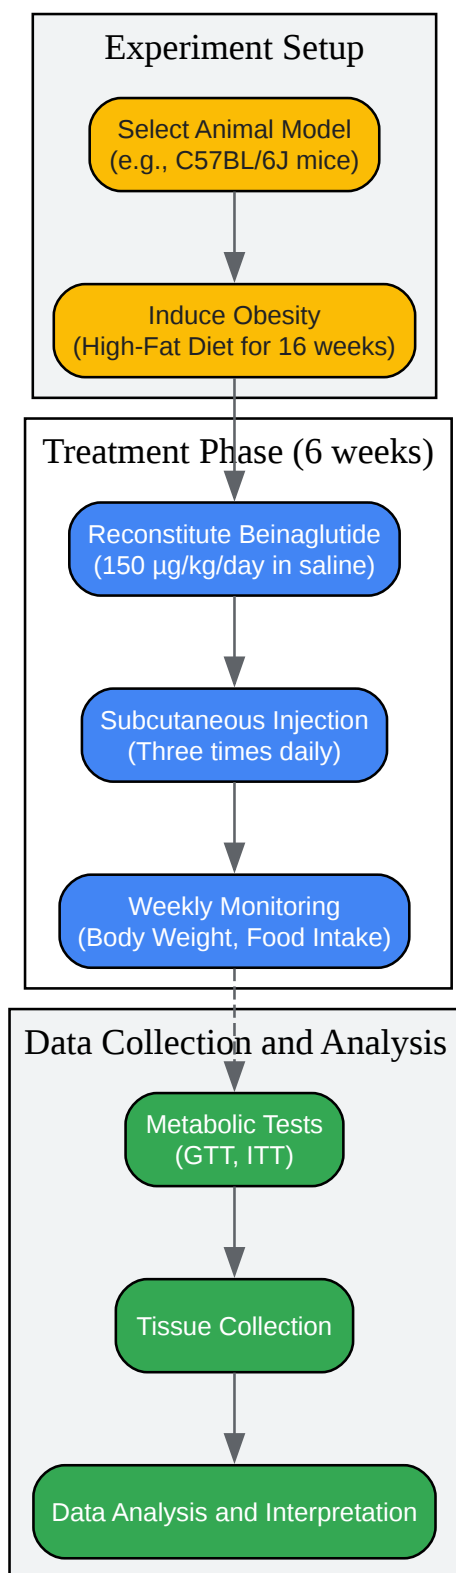 Experiment Setup
Select Animal Model
(e.g., C57BL/6J mice)
Induce Obesity
(High-Fat Diet for 16 weeks)
Treatment Phase (6 weeks)
Reconstitute Beinaglutide
(150 µg/kg/day in saline)
Subcutaneous Injection
(Three times daily)
Weekly Monitoring
(Body Weight, Food Intake)
Data Collection and Analysis
Metabolic Tests
(GTT, ITT)
Tissue Collection
Data Analysis and Interpretation